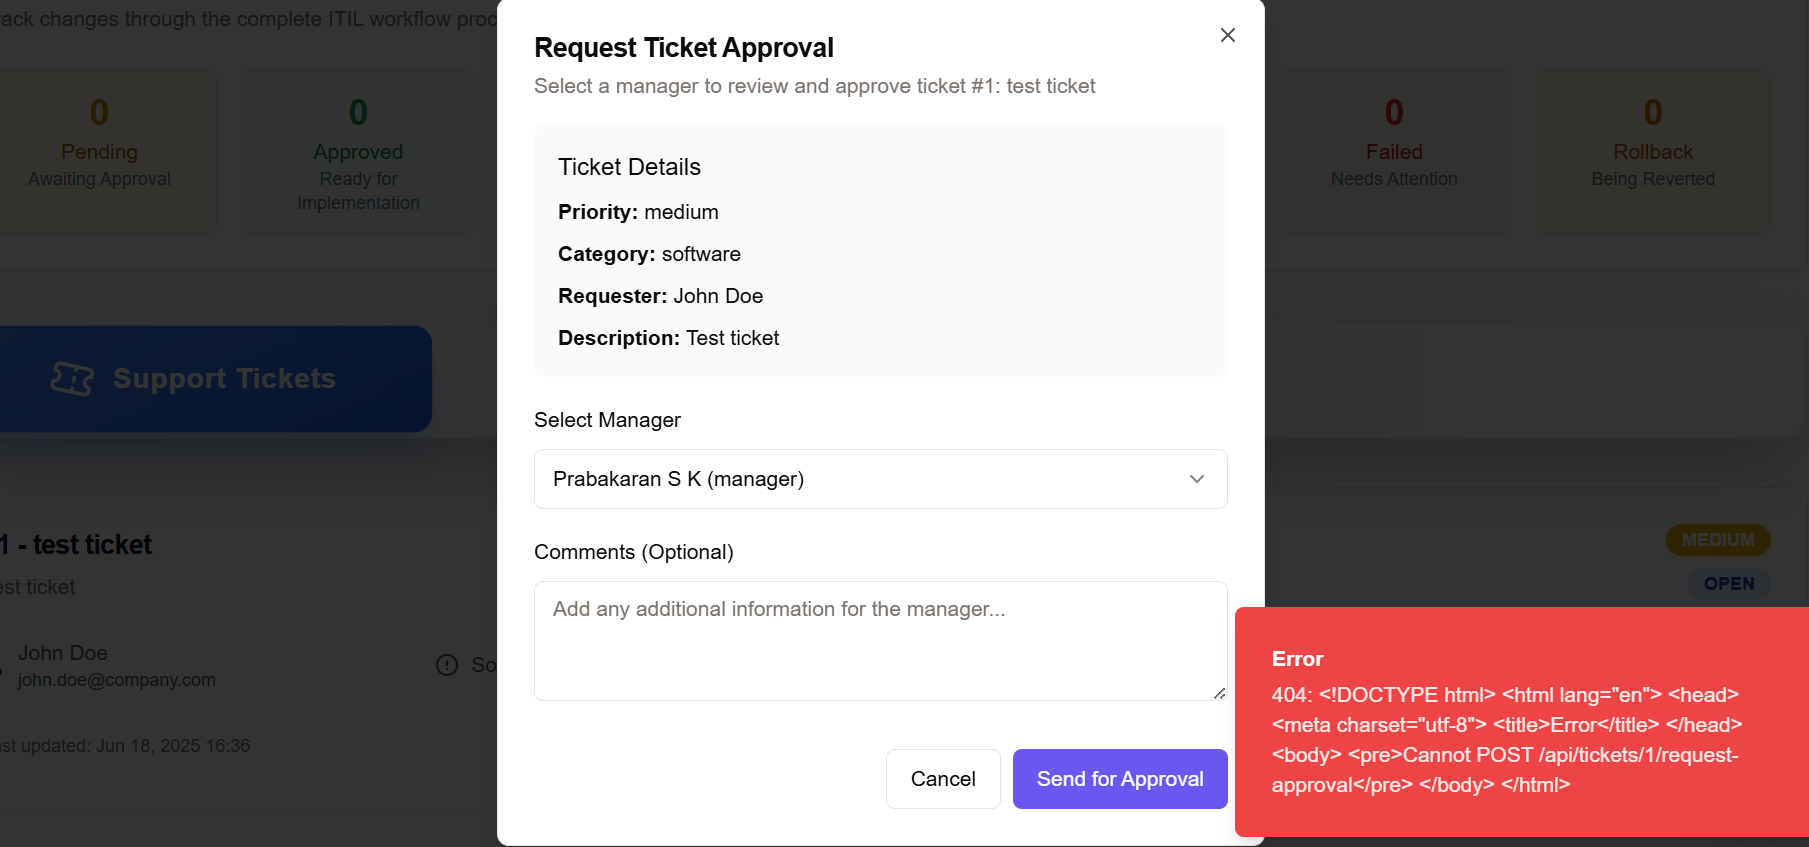 rack changes through the complete ITIL workflow proc
0
Pending
Awaiting Approval
0
Approved
Ready for
Implementation
0
Failed
Needs Attention
0
Rollback
Being Reverted
Support Tickets
1 - test ticket
est ticket
MEDIUM
OPEN
John Doe
john.doe@company.com
So
st updated: Jun 18, 2025 16:36
Request Ticket Approval
Select a manager to review and approve ticket #1: test ticket
Ticket Details
Priority: medium
Category: software
Requester: John Doe
Description: Test ticket
Select Manager
Prabakaran S K (manager)
Comments (Optional)
Add any additional information for the manager...
Cancel
Send for Approval
Error
404: <!DOCTYPE html> <html lang="en"> <head>
<meta charset="utf-8"> <title>Error</title> </head>
<body> <pre>Cannot POST /api/tickets/1/request-
approval</pre> </body> </html>